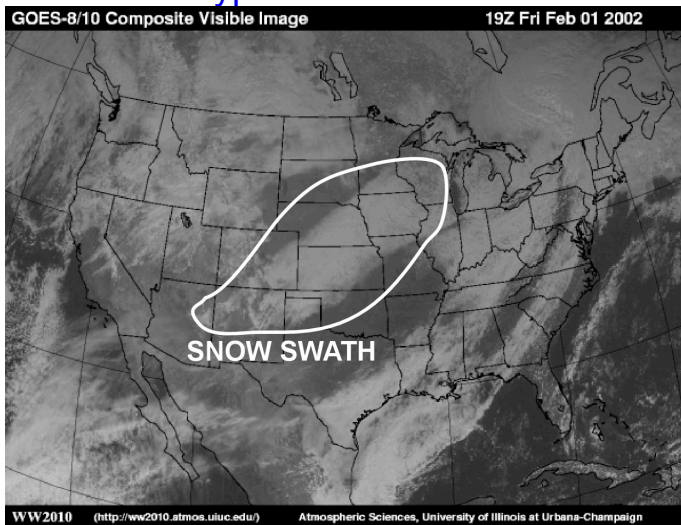 GOES-8/10 Composite Visible Image 19Z Fri Feb 01 2002
SNOW SWATH
WW2010 (http://ww2010.atmos.uiuc.edu/) Atmospheric Sciences, University of Illinois at Urbana-Champaign